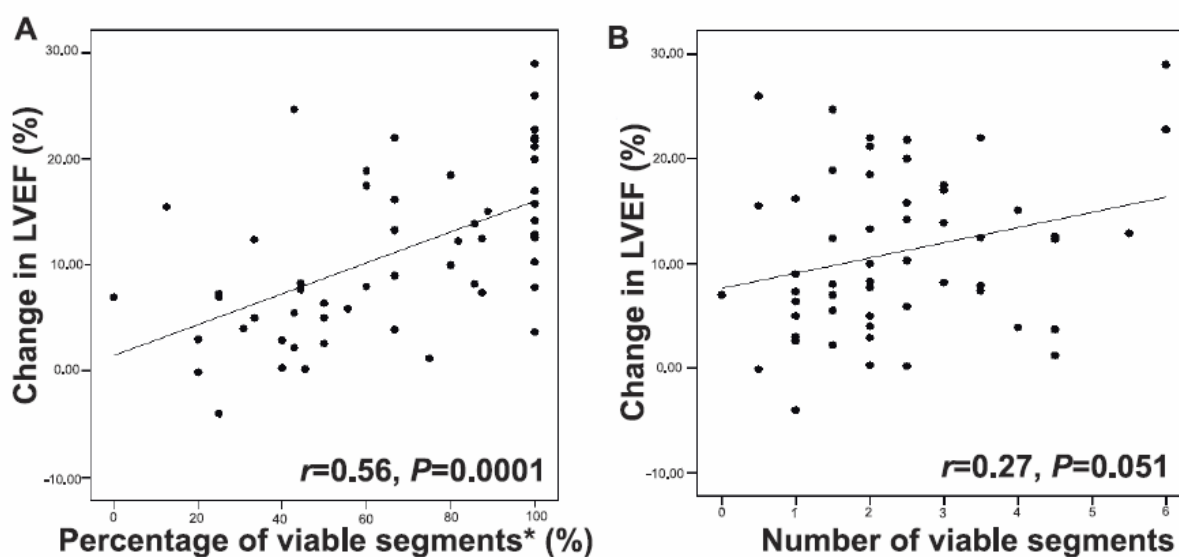 A
Change in LVEF (%)
30.00
20.00
10.00
0.00
-10.00
0 20 40 60 80 100
r=0.56, P=0.0001
Percentage of viable segments* (%)
B
Change in LVEF (%)
30.00
20.00
10.00
0.00
-10.00
0 1 2 3 4 5 6
r=0.27, P=0.051
Number of viable segments